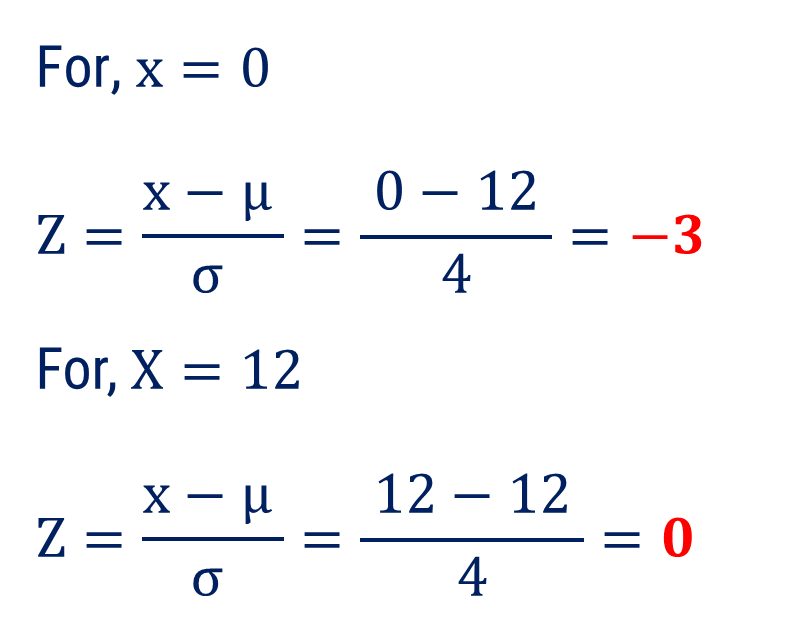 For, x = 0
Z = (x − μ)/σ = (0 − 12)/4 = −3
For, X = 12
Z = (x − μ)/σ = (12 − 12)/4 = 0